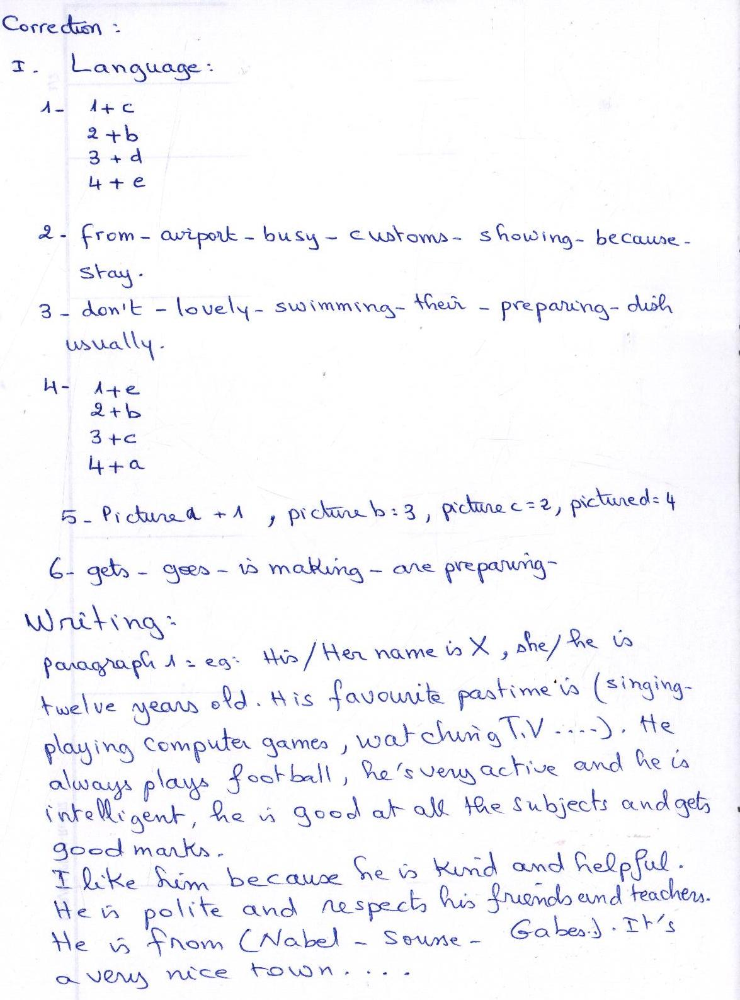 Correction :
I. Language :
1- 1+c
2+b
3+d
4+e
2- from - airport - busy - customs - showing - because -
stay.
3- don't - lovely - swimming - their - preparing - dish
usually.
4- 1+e
2+b
3+c
4+a
5- Picture a + 1 , picture b : 3, picture c = 2, picture d = 4
6- gets - goes - is making - are preparing -
Writing :
paragraph 1 : eg: His/Her name is X, she/he is
twelve years old. His favourite pastime is (singing-
playing computer games, watching T.V ....). He
always plays football, he's very active and he is
intelligent, he is good at all the subjects and gets
good marks.
I like him because he is kind and helpful.
He is polite and respects his friends and teachers.
He is from (Nabel - Sousse - Gabes..). It's
a very nice town. ...